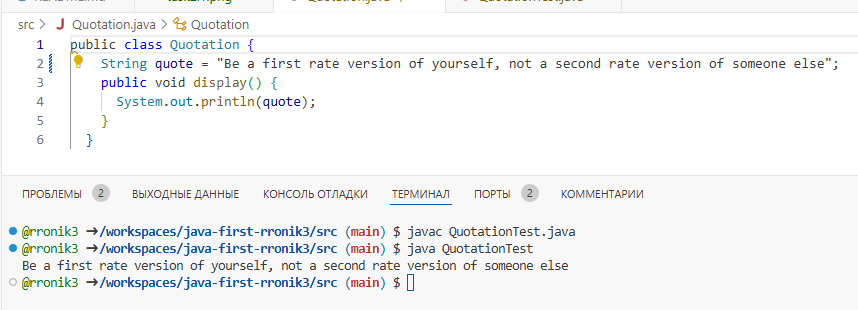 src > J Quotation.java > Quotation
1 public class Quotation {
2 String quote = "Be a first rate version of yourself, not a second rate version of someone else";
3 public void display() {
4 System.out.println(quote);
5 }
6 }
ПРОБЛЕМЫ 2 ВЫХОДНЫЕ ДАННЫЕ КОНСОЛЬ ОТЛАДКИ ТЕРМИНАЛ ПОРТЫ 2 КОММЕНТАРИИ
@rronik3 ➜/workspaces/java-first-rronik3/src (main) $ javac QuotationTest.java
@rronik3 ➜/workspaces/java-first-rronik3/src (main) $ java QuotationTest
Be a first rate version of yourself, not a second rate version of someone else
@rronik3 ➜/workspaces/java-first-rronik3/src (main) $